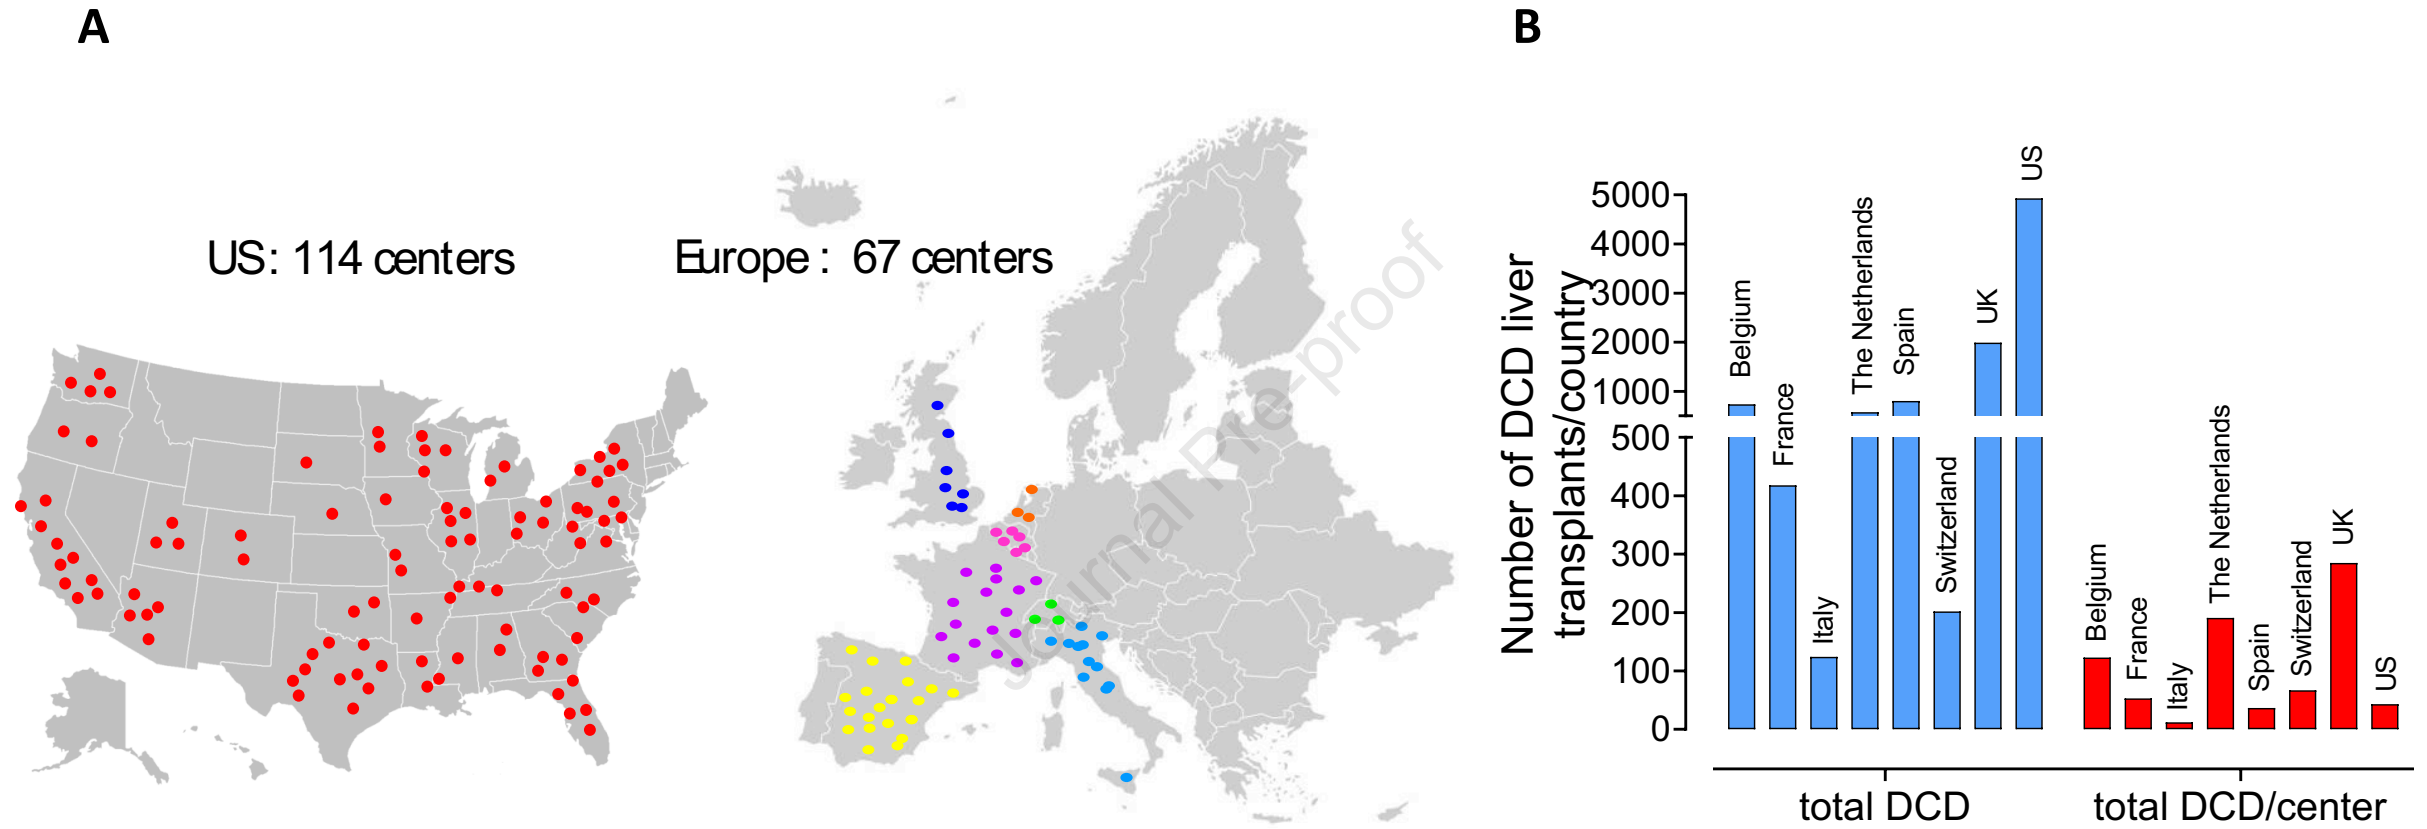 A
B
US: 114 centers
Europe : 67 centers
Journal Pre-proof
Number of DCD liver
transplants/country
5000
4000
3000
2000
1000
500
400
300
200
100
0
Belgium
France
Italy
The Netherlands
Spain
Switzerland
UK
US
Belgium
France
Italy
The Netherlands
Spain
Switzerland
UK
US
total DCD
total DCD/center